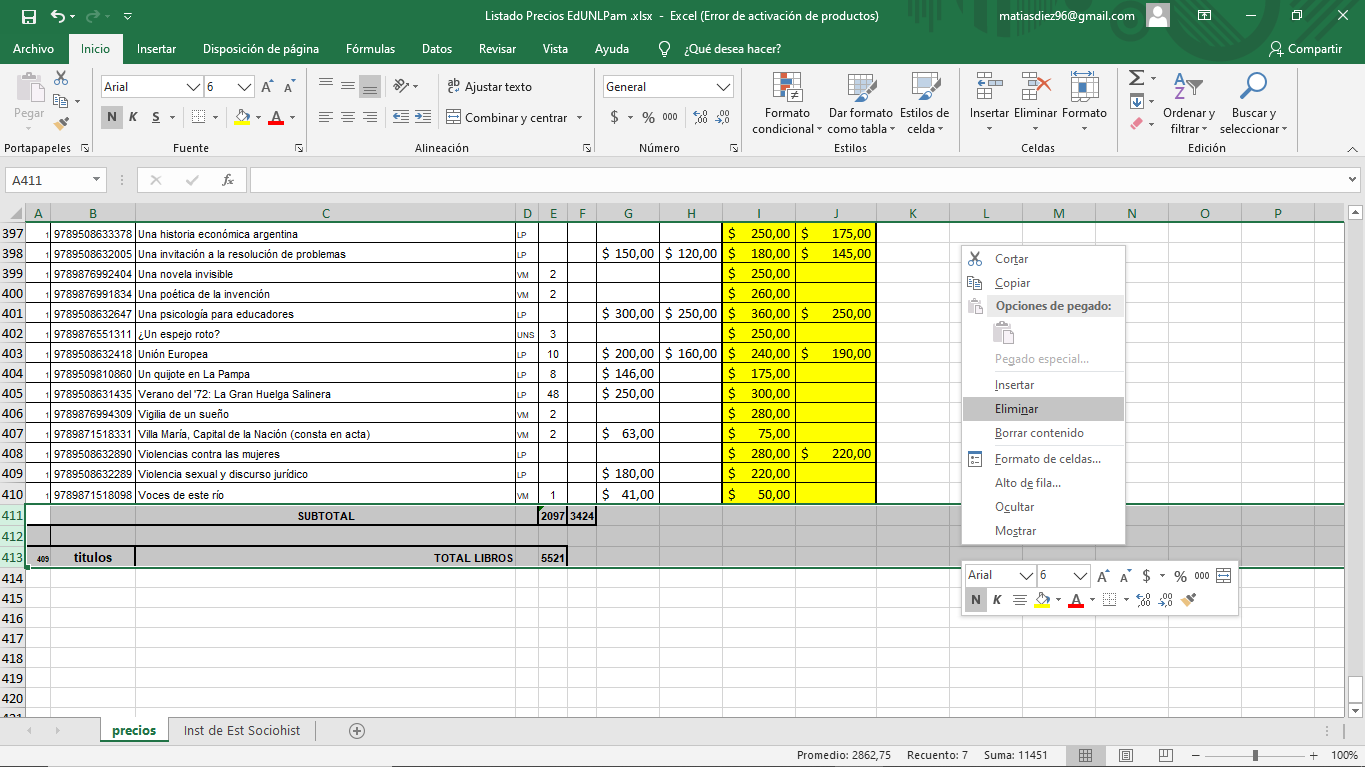 Listado Precios EdUNLPam .xlsx - Excel (Error de activación de productos)
matiasdiez96@gmail.com
Archivo Inicio Insertar Disposición de página Fórmulas Datos Revisar Vista Ayuda ¿Qué desea hacer? Compartir
Pegar
Portapapeles
Arial 6
N K S
Fuente
Ajustar texto
Combinar y centrar
Alineación
General
$ % 000
Número
Formato condicional
Dar formato como tabla
Estilos de celda
Estilos
Insertar Eliminar Formato
Celdas
Ordenar y filtrar
Buscar y seleccionar
Edición
A411 fx
A B C D E F G H I J K L M N O P
397 1 9789508633378 Una historia económica argentina LP $ 250,00 $ 175,00
398 1 9789508632005 Una invitación a la resolución de problemas LP $ 150,00 $ 120,00 $ 180,00 $ 145,00
399 1 9789876992404 Una novela invisible VM 2 $ 250,00
400 1 9789876991834 Una poética de la invención VM 2 $ 260,00
401 1 9789508632647 Una psicología para educadores LP $ 300,00 $ 250,00 $ 360,00 $ 250,00
402 1 9789876551311 ¿Un espejo roto? UNS 3 $ 250,00
403 1 9789508632418 Unión Europea LP 10 $ 200,00 $ 160,00 $ 240,00 $ 190,00
404 1 9789509810860 Un quijote en La Pampa LP 8 $ 146,00 $ 175,00
405 1 9789508631435 Verano del '72: La Gran Huelga Salinera LP 48 $ 250,00 $ 300,00
406 1 9789876994309 Vigilia de un sueño VM 2 $ 280,00
407 1 9789871518331 Villa María, Capital de la Nación (consta en acta) VM 2 $ 63,00 $ 75,00
408 1 9789508632890 Violencias contra las mujeres LP $ 280,00 $ 220,00
409 1 9789508632289 Violencia sexual y discurso jurídico LP $ 180,00 $ 220,00
410 1 9789871518098 Voces de este río VM 1 $ 41,00 $ 50,00
411 SUBTOTAL 2097 3424
412
413 409 titulos TOTAL LIBROS 5521
414
415
416
417
418
419
420
421
Cortar
Copiar
Opciones de pegado:
Pegado especial...
Insertar
Eliminar
Borrar contenido
Formato de celdas...
Alto de fila...
Ocultar
Mostrar
Arial 6 A A $ % 000
N K A
precios Inst de Est Sociohist
Promedio: 2862,75 Recuento: 7 Suma: 11451 100%